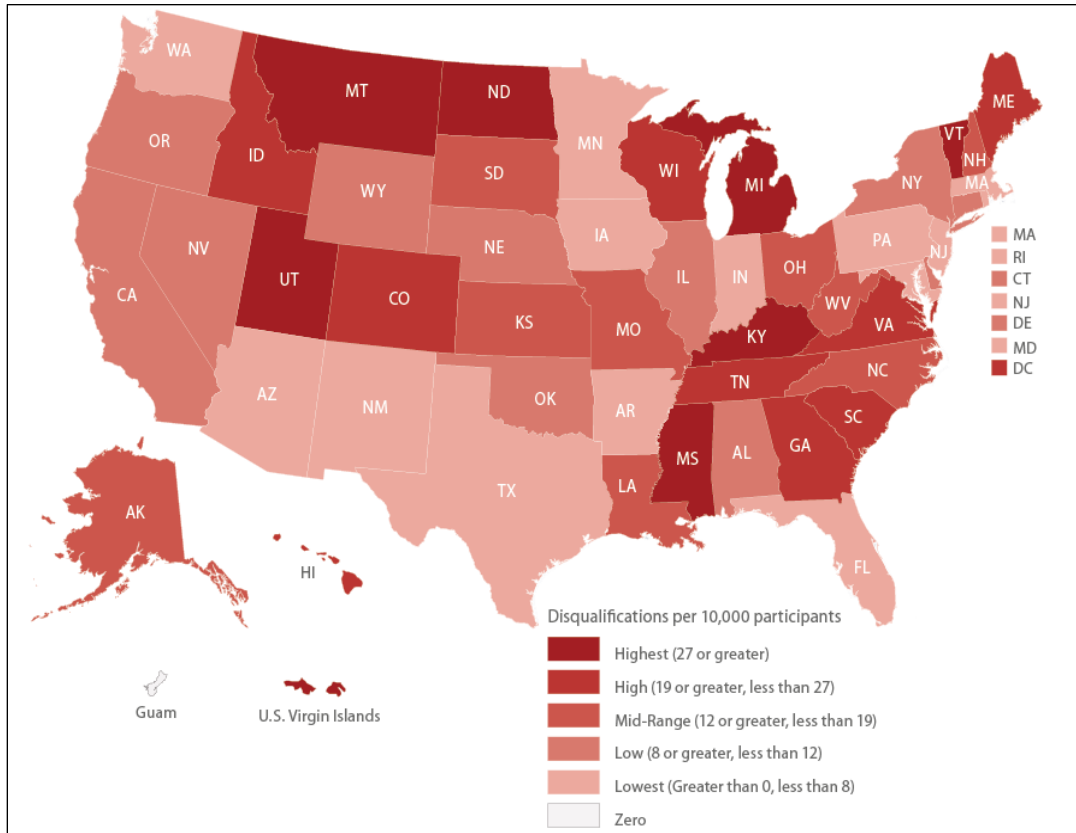 WA
MT
ND
MN
ME
VT
NH
OR
ID
SD
WI
MI
NY
MA
WY
IA
PA
NJ
NE
NV
UT
CO
IL
IN
OH
WV
VA
CA
KS
MO
KY
NC
TN
AZ
NM
OK
AR
SC
MS
AL
GA
TX
LA
FL
AK
HI
MA
RI
CT
NJ
DE
MD
DC
Guam
U.S. Virgin Islands
Disqualifications per 10,000 participants
Highest (27 or greater)
High (19 or greater, less than 27)
Mid-Range (12 or greater, less than 19)
Low (8 or greater, less than 12)
Lowest (Greater than 0, less than 8)
Zero